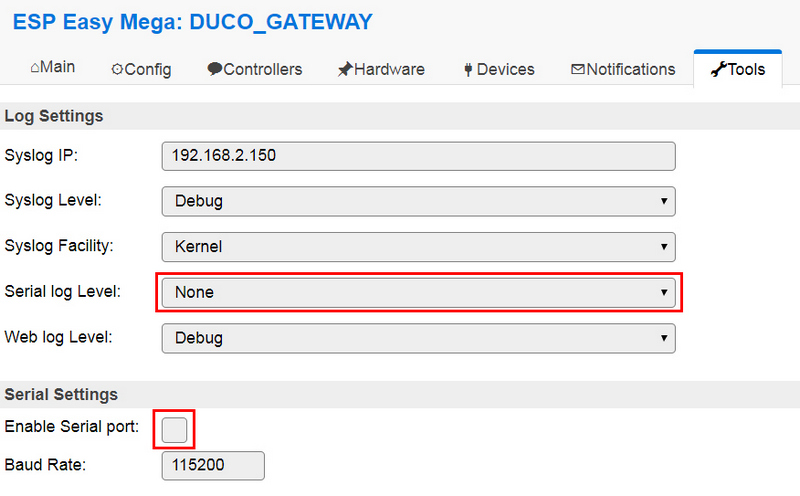 ESP Easy Mega: DUCO_GATEWAY
Main Config Controllers Hardware Devices Notifications Tools
Log Settings
Syslog IP: 192.168.2.150
Syslog Level: Debug
Syslog Facility: Kernel
Serial log Level: None
Web log Level: Debug
Serial Settings
Enable Serial port:
Baud Rate: 115200